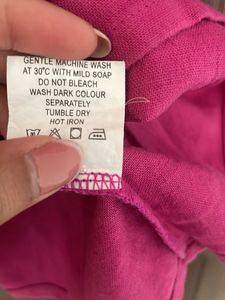 GENTLE MACHINE WASH
AT 30°C WITH MILD SOAP
DO NOT BLEACH
WASH DARK COLOUR
SEPARATELY
TUMBLE DRY
HOT IRON